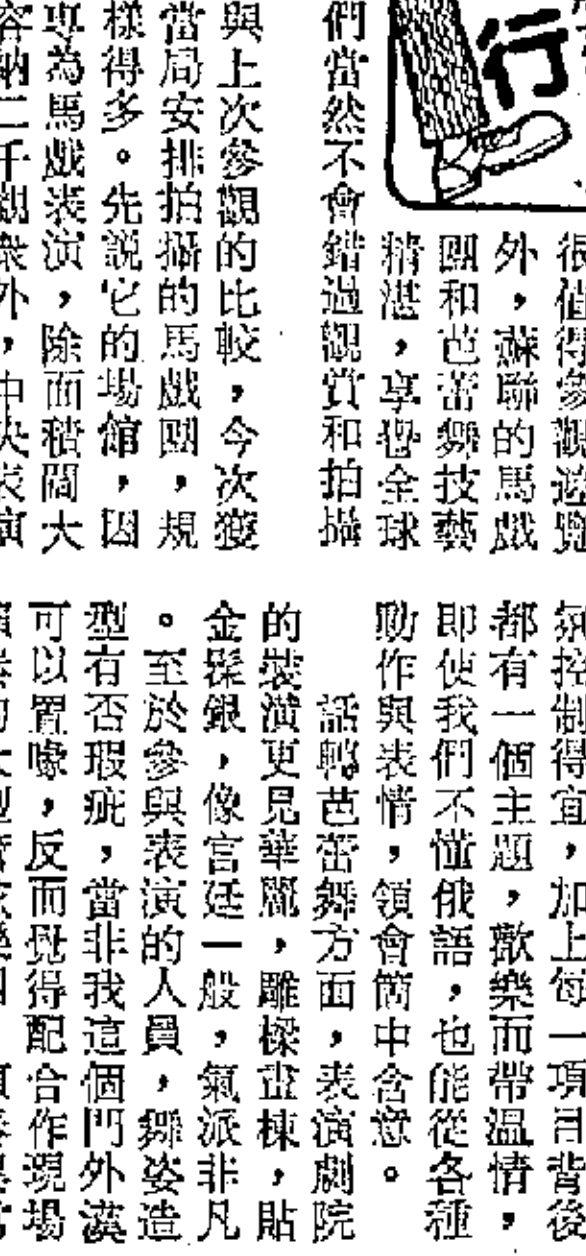 行
很值得參觀遊覽
外，蘇聯的馬戲
團和芭蕾舞技藝
精湛，享譽全球
們當然不會錯過觀賞和拍攝
與上次參觀的比較，今次獲
當局安排拍攝的馬戲團，規
樣得多。先說它的場館，因
專為馬戲表演，除面積闊大
容納二千觀眾外，中央表演
氛控制得宜，加上每一項目背後
都有一個主題，歡樂而帶溫情，
即使我們不懂俄語，也能從各種
動作與表情，領會箇中含意。
話轉芭蕾舞方面，表演劇院
的裝潢更見華麗，雕樑畫棟，貼
金髹銀，像宮廷一般，氣派非凡
。至於參與表演的人員，舞姿造
型有否瑕疵，當非我這個門外漢
可以置喙，反而覺得配合作現場